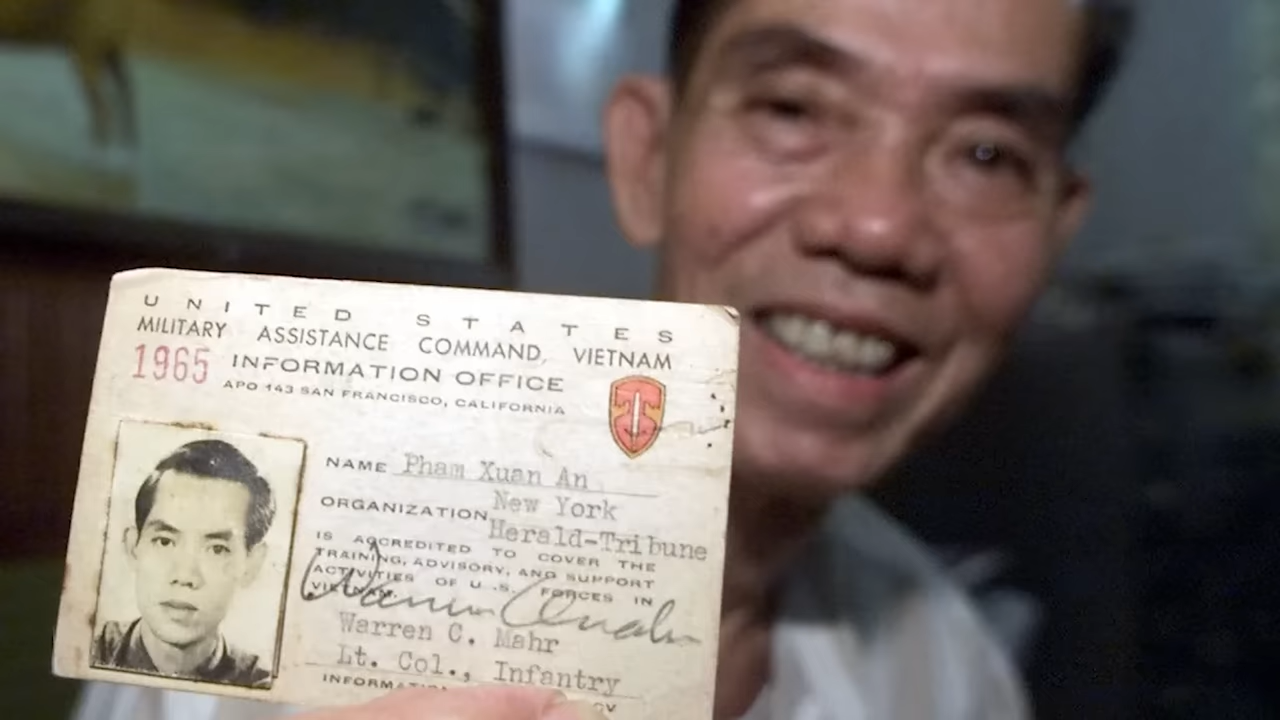 UNITED STATES
MILITARY ASSISTANCE COMMAND, VIETNAM
1965 INFORMATION OFFICE
APO 143 SAN FRANCISCO, CALIFORNIA
NAME Pham Xuan An
ORGANIZATION New York
Herald-Tribune
IS ACCREDITED TO COVER THE
TRAINING, ADVISORY, AND SUPPORT
ACTIVITIES OF U.S. FORCES IN
VIETNAM.
Warren C. Mahr
Lt. Col., Infantry